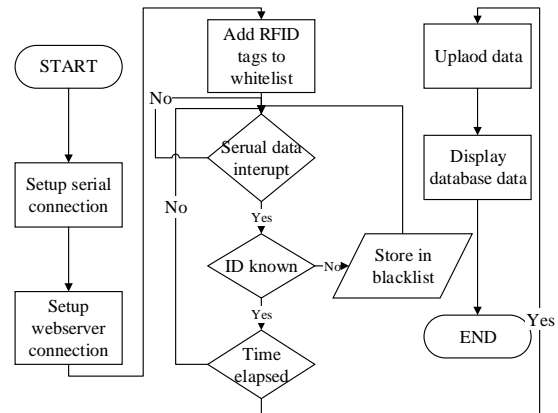 START
Setup serial
connection
Setup
webserver
connection
Add RFID
tags to
whitelist
No
Serual data
interupt
No
Yes
ID known
No
Store in
blacklist
Yes
Time
elapsed
Uplaod data
Display
database data
END
Yes